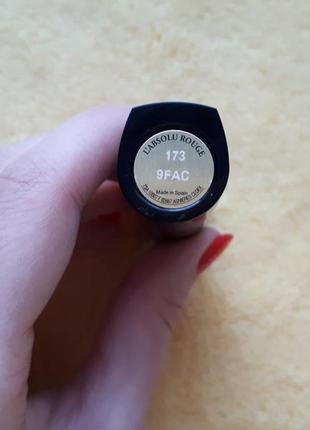 L'ABSOLU ROUGE
173
9FAC
Made in Spain